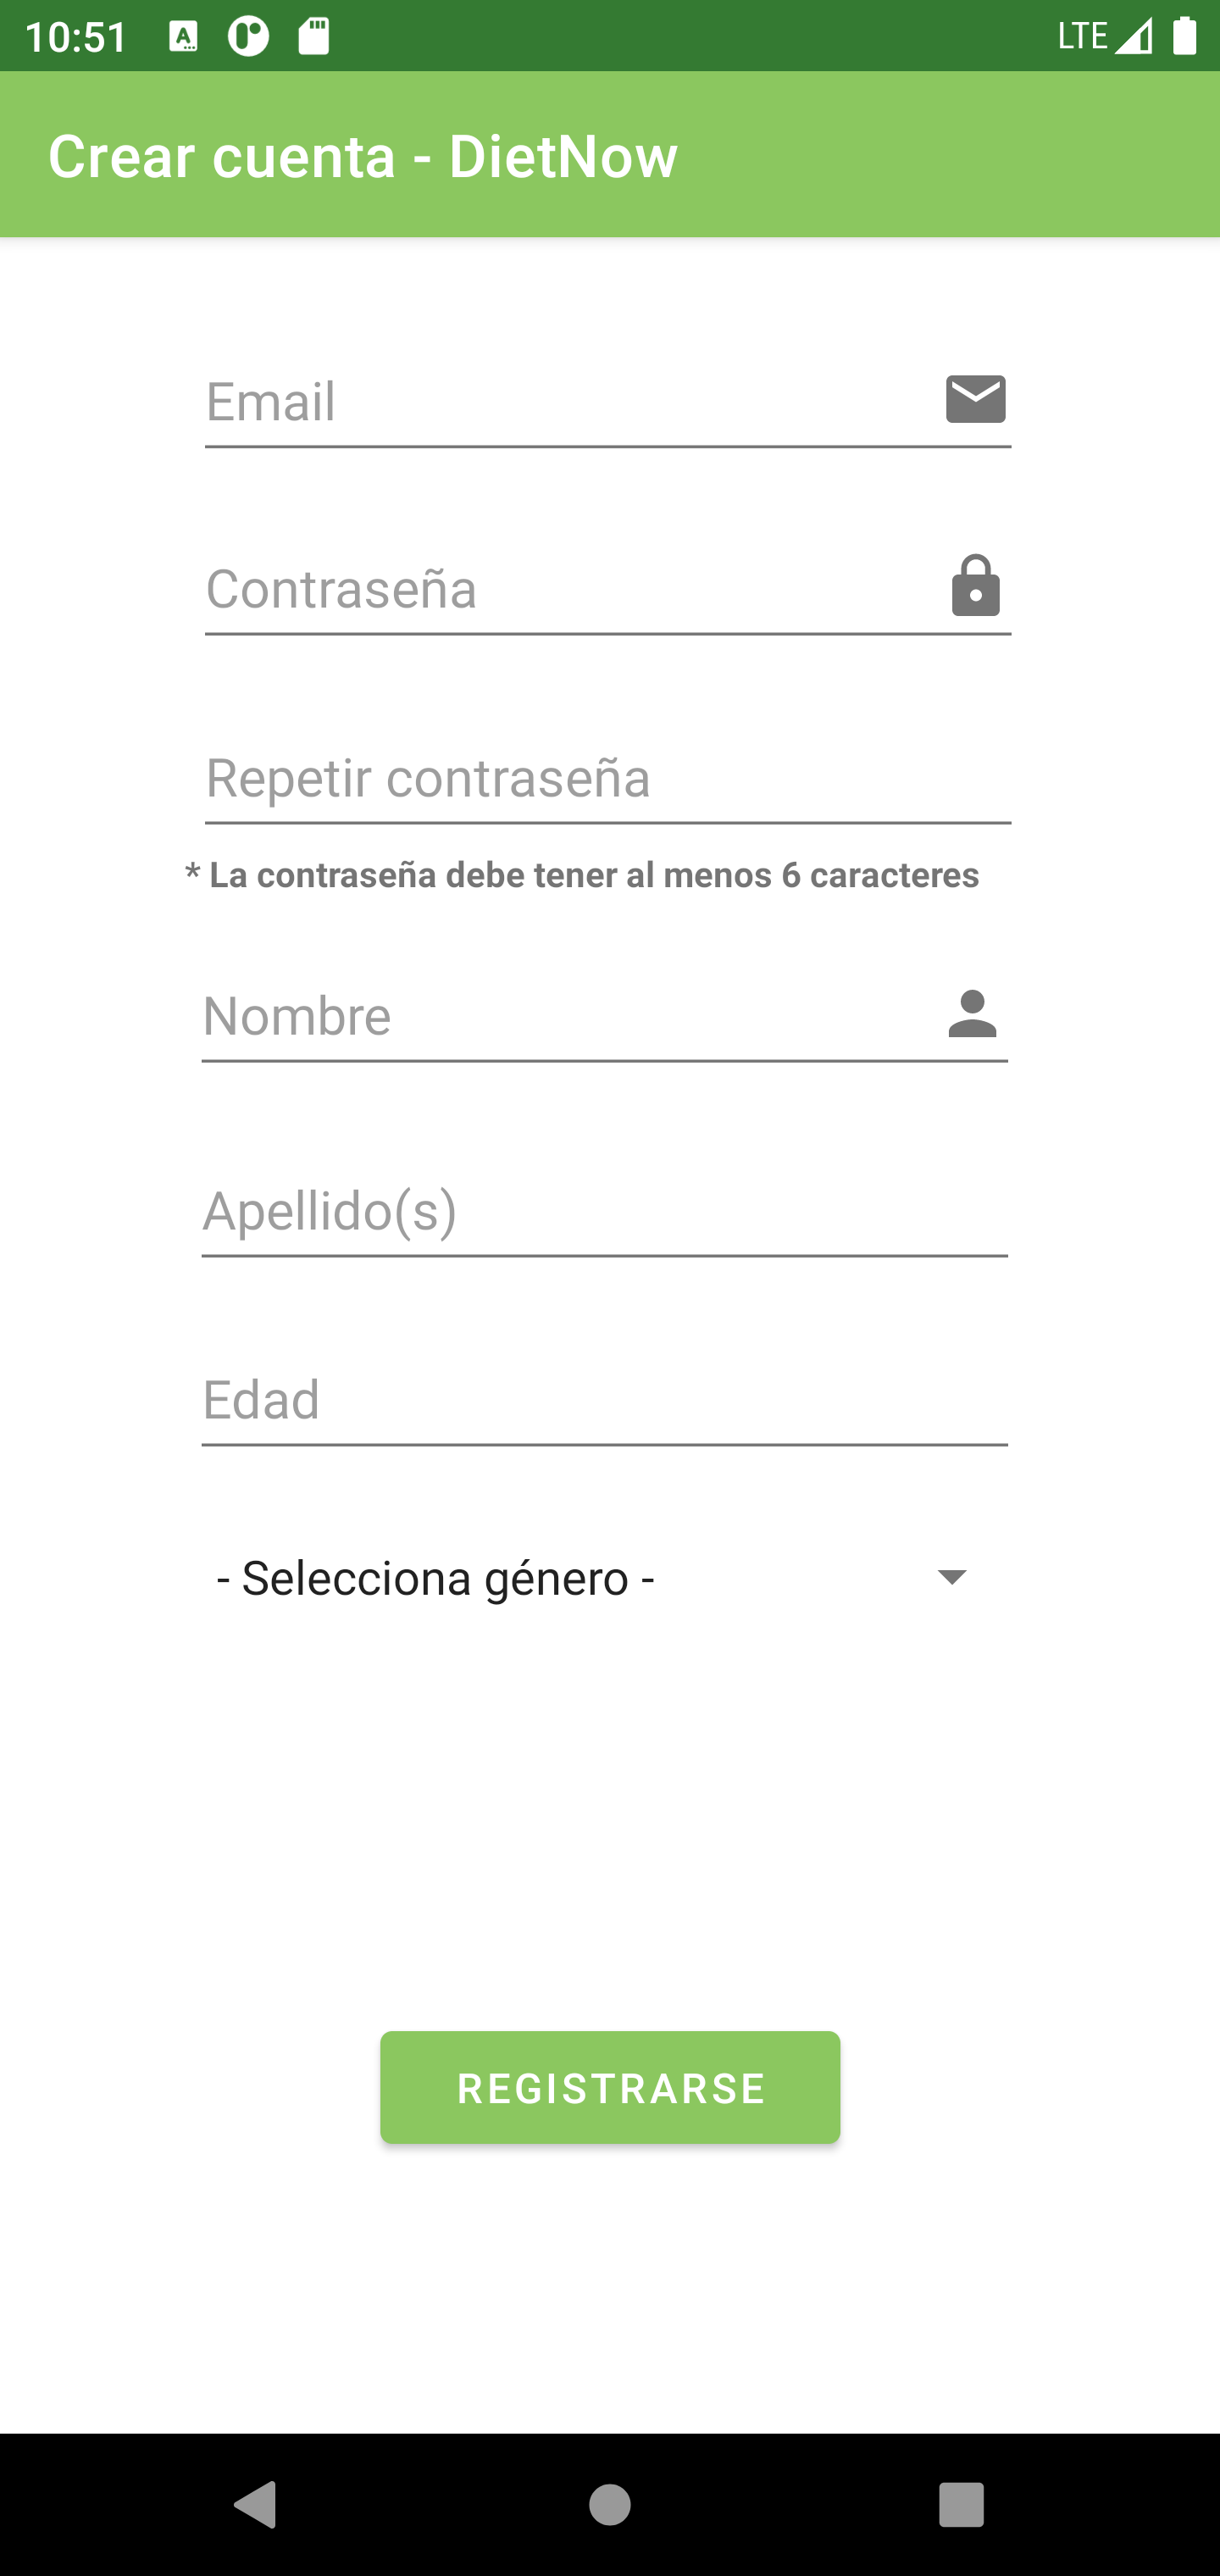 10:51
LTE
Crear cuenta - DietNow
Email
Contraseña
Repetir contraseña
* La contraseña debe tener al menos 6 caracteres
Nombre
Apellido(s)
Edad
- Selecciona género -
REGISTRARSE